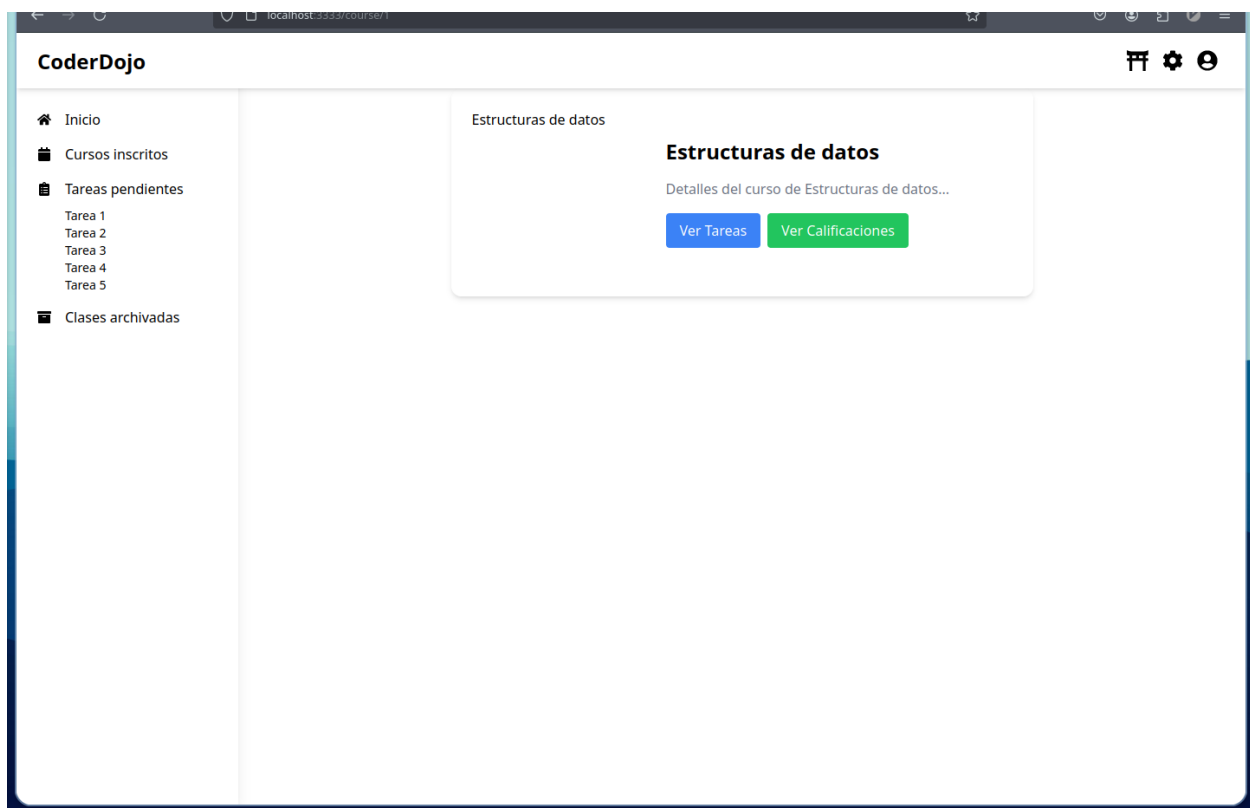 localhost:3333/course/1
CoderDojo
Inicio
Cursos inscritos
Tareas pendientes
Tarea 1
Tarea 2
Tarea 3
Tarea 4
Tarea 5
Clases archivadas
Estructuras de datos
Estructuras de datos
Detalles del curso de Estructuras de datos...
Ver Tareas
Ver Calificaciones